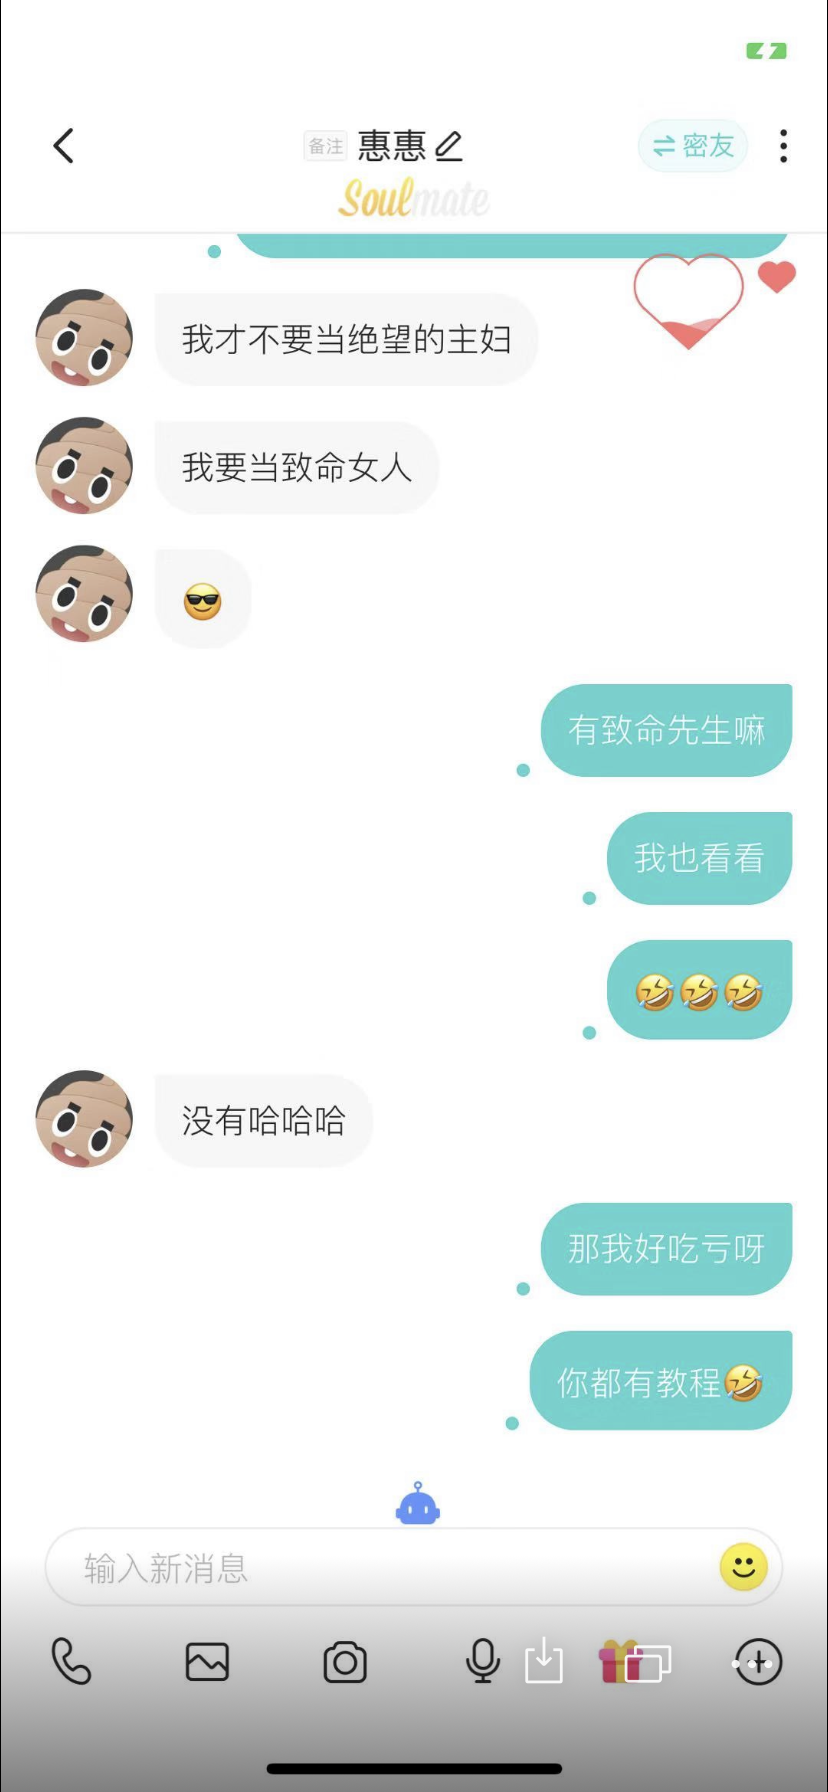 备注 惠惠
密友
Soulmate
我才不要当绝望的主妇
我要当致命女人
😎
有致命先生嘛
我也看看
🤣🤣🤣
没有哈哈哈
那我好吃亏呀
你都有教程🤣
输入新消息